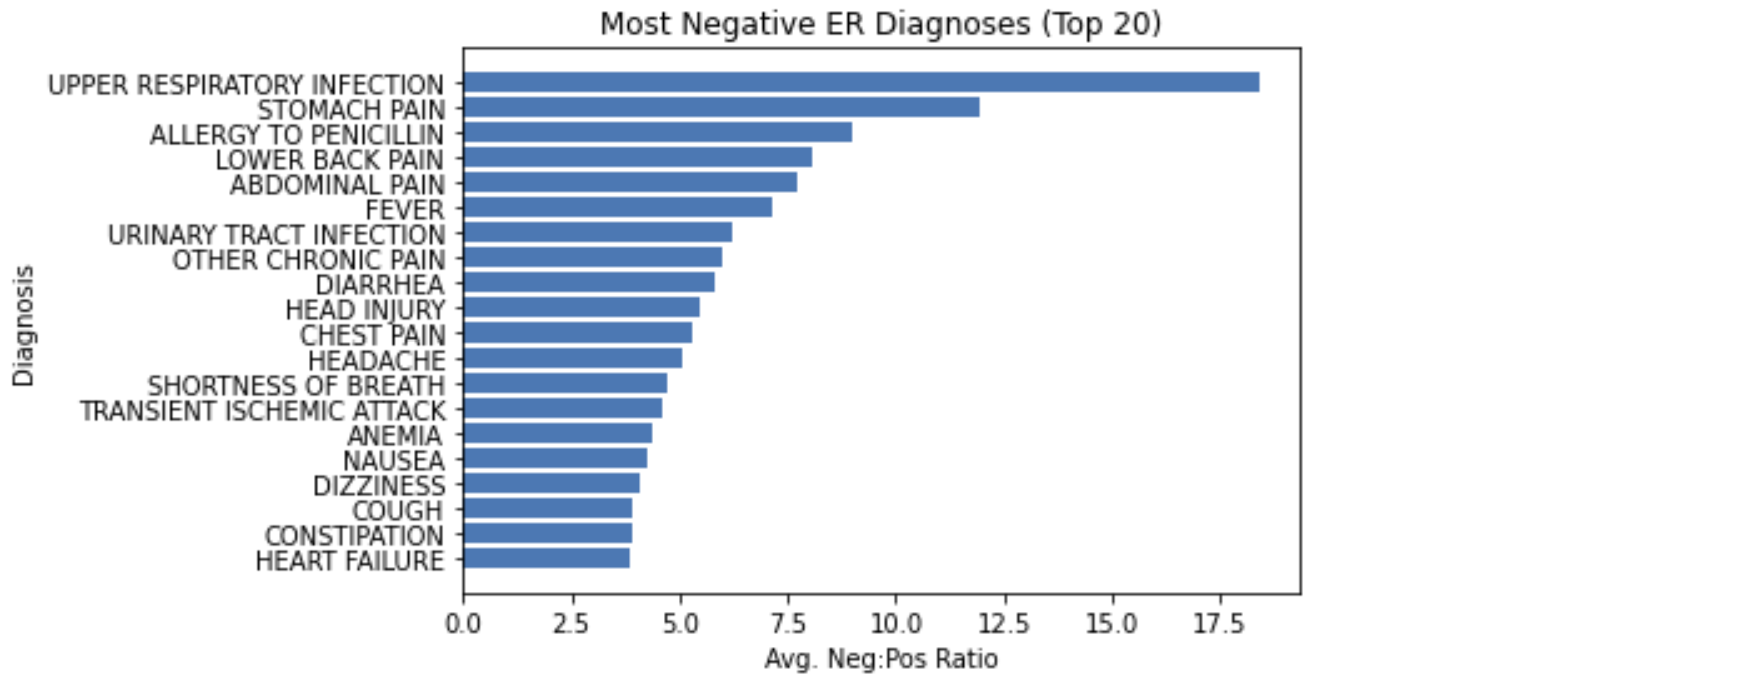 Most Negative ER Diagnoses (Top 20)
UPPER RESPIRATORY INFECTION
STOMACH PAIN
ALLERGY TO PENICILLIN
LOWER BACK PAIN
ABDOMINAL PAIN
FEVER
URINARY TRACT INFECTION
OTHER CHRONIC PAIN
DIARRHEA
HEAD INJURY
CHEST PAIN
HEADACHE
SHORTNESS OF BREATH
TRANSIENT ISCHEMIC ATTACK
ANEMIA
NAUSEA
DIZZINESS
COUGH
CONSTIPATION
HEART FAILURE
Diagnosis
0.0 2.5 5.0 7.5 10.0 12.5 15.0 17.5
Avg. Neg:Pos Ratio